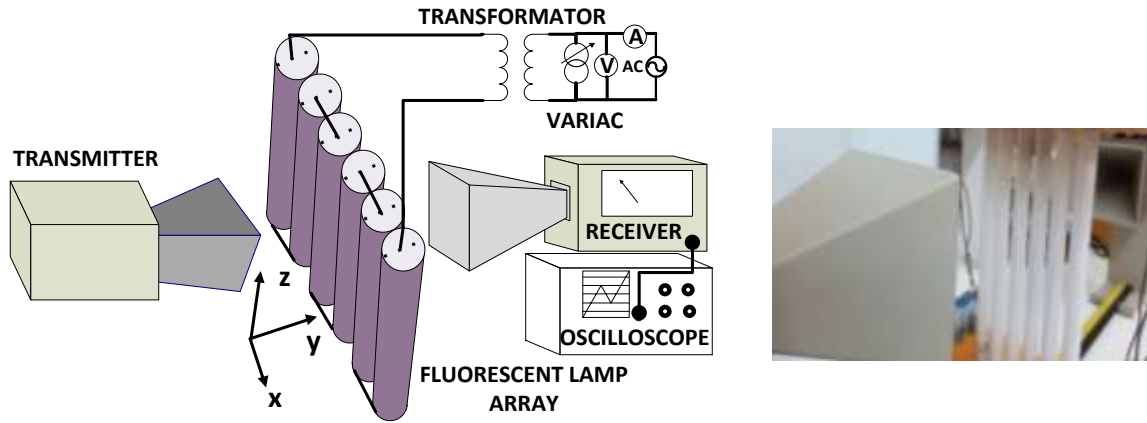 TRANSFORMATOR
A
V
AC
VARIAC
TRANSMITTER
RECEIVER
z
y
x
OSCILLOSCOPE
FLUORESCENT LAMP
ARRAY